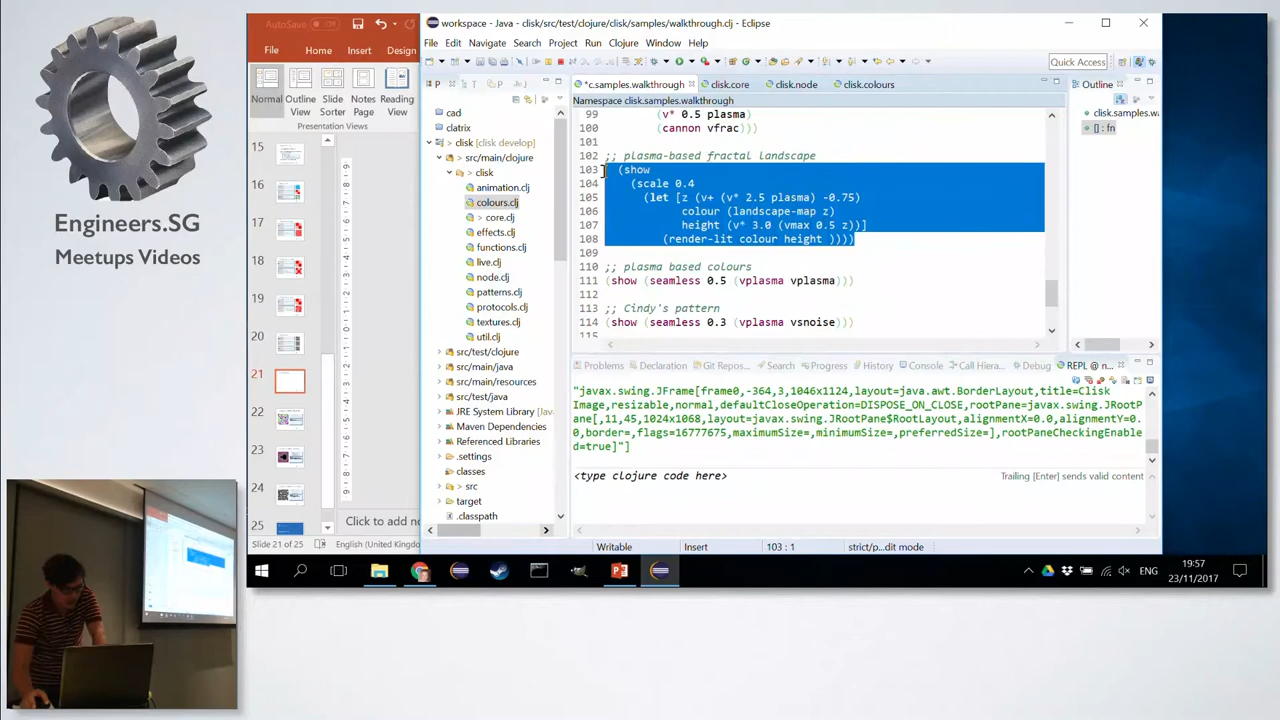 Engineers.SG
Meetups Videos
AutoSave Off
File Home Insert Design
Normal
Outline View
Slide Sorter
Notes Page
Reading View
Presentation Views
15
16
17
18
19
20
21
22
23
24
25
Click to add no
Slide 21 of 25 English (United Kingdo
workspace - Java - clisk/src/test/clojure/clisk/samples/walkthrough.clj - Eclipse
File Edit Navigate Search Project Run Clojure Window Help
Quick Access
cad
clatrix
> clisk [clisk develop]
> src/main/clojure
> clisk
animation.clj
colours.clj
> core.clj
effects.clj
functions.clj
live.clj
node.clj
patterns.clj
protocols.clj
textures.clj
util.clj
src/test/clojure
src/main/java
src/main/resources
src/test/java
JRE System Library [Jav
Maven Dependencies
Referenced Libraries
.settings
classes
> src
target
.classpath
*c.samples.walkthrough clisk.core clisk.node clisk.colours
Namespace clisk.samples.walkthrough
99 (v* 0.5 plasma)
100 (cannon vfrac)))
101
102 ;; plasma-based fractal landscape
103 (show
104 (scale 0.4
105 (let [z (v+ (v* 2.5 plasma) -0.75)
106 colour (landscape-map z)
107 height (v* 3.0 (vmax 0.5 z))]
108 (render-lit colour height ))))
109
110 ;; plasma based colours
111 (show (seamless 0.5 (vplasma vplasma)))
112
113 ;; Cindy's pattern
114 (show (seamless 0.3 (vplasma vsnoise)))
115
Outline
clisk.samples.wa
[] : fn
Problems Declaration Git Repos... Search Progress History Console Call Hiera... Debug REPL @ n...
"javax.swing.JFrame[frame0,-364,3,1046x1124,layout=java.awt.BorderLayout,title=Clisk
Image,resizable,normal,defaultCloseOperation=DISPOSE_ON_CLOSE,rootPane=javax.swing.JRootP
ane[,11,45,1024x1068,layout=javax.swing.JRootPane$RootLayout,alignmentX=0.0,alignmentY=0.
0,border=,flags=16777675,maximumSize=,minimumSize=,preferredSize=],rootPaneCheckingEnable
d=true]"]
<type clojure code here> Trailing [Enter] sends valid content
Writable Insert 103 : 1 strict/p...dit mode
ENG
19:57
23/11/2017